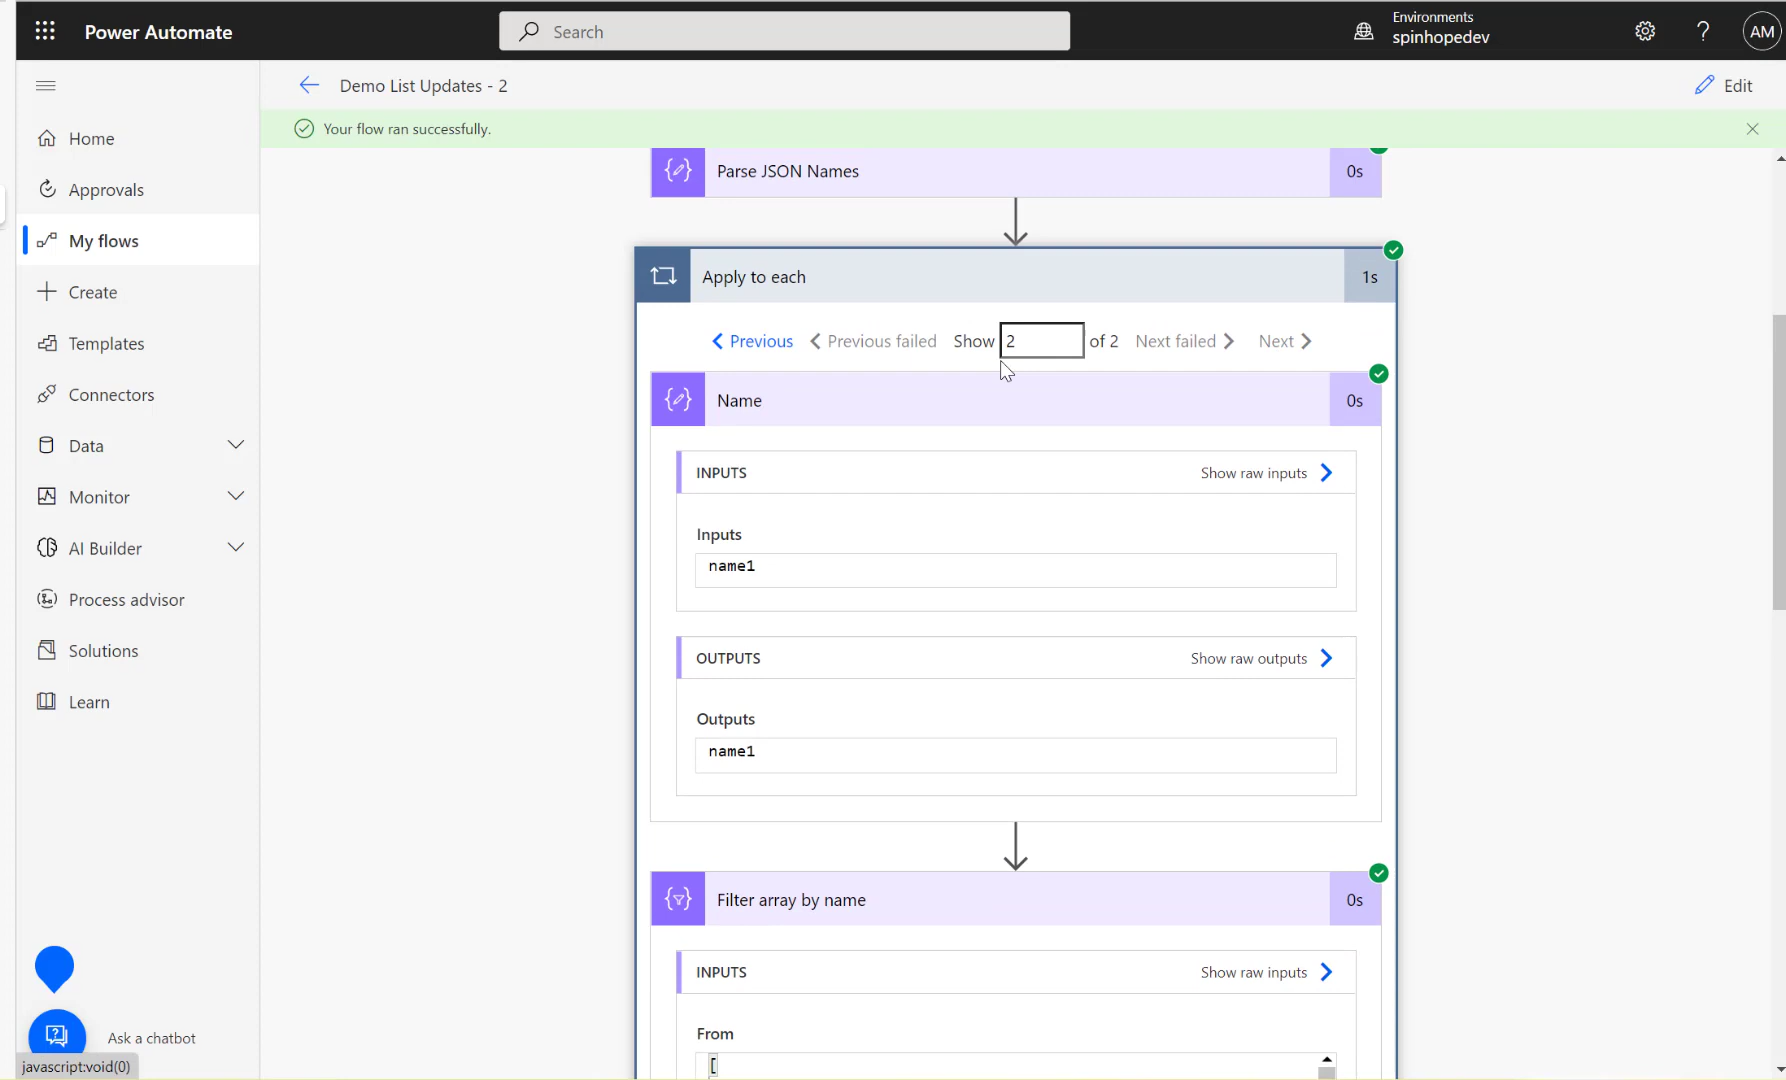 Power Automate
Search
Environments
spinhopedev
AM
Demo List Updates - 2
Edit
Your flow ran successfully.
Home
Approvals
My flows
Create
Templates
Connectors
Data
Monitor
AI Builder
Process advisor
Solutions
Learn
Ask a chatbot
javascript:void(0)
Parse JSON Names
0s
Apply to each
1s
Previous Previous failed Show 2 of 2 Next failed Next
Name
0s
INPUTS
Show raw inputs
Inputs
name1
OUTPUTS
Show raw outputs
Outputs
name1
Filter array by name
0s
INPUTS
Show raw inputs
From
[